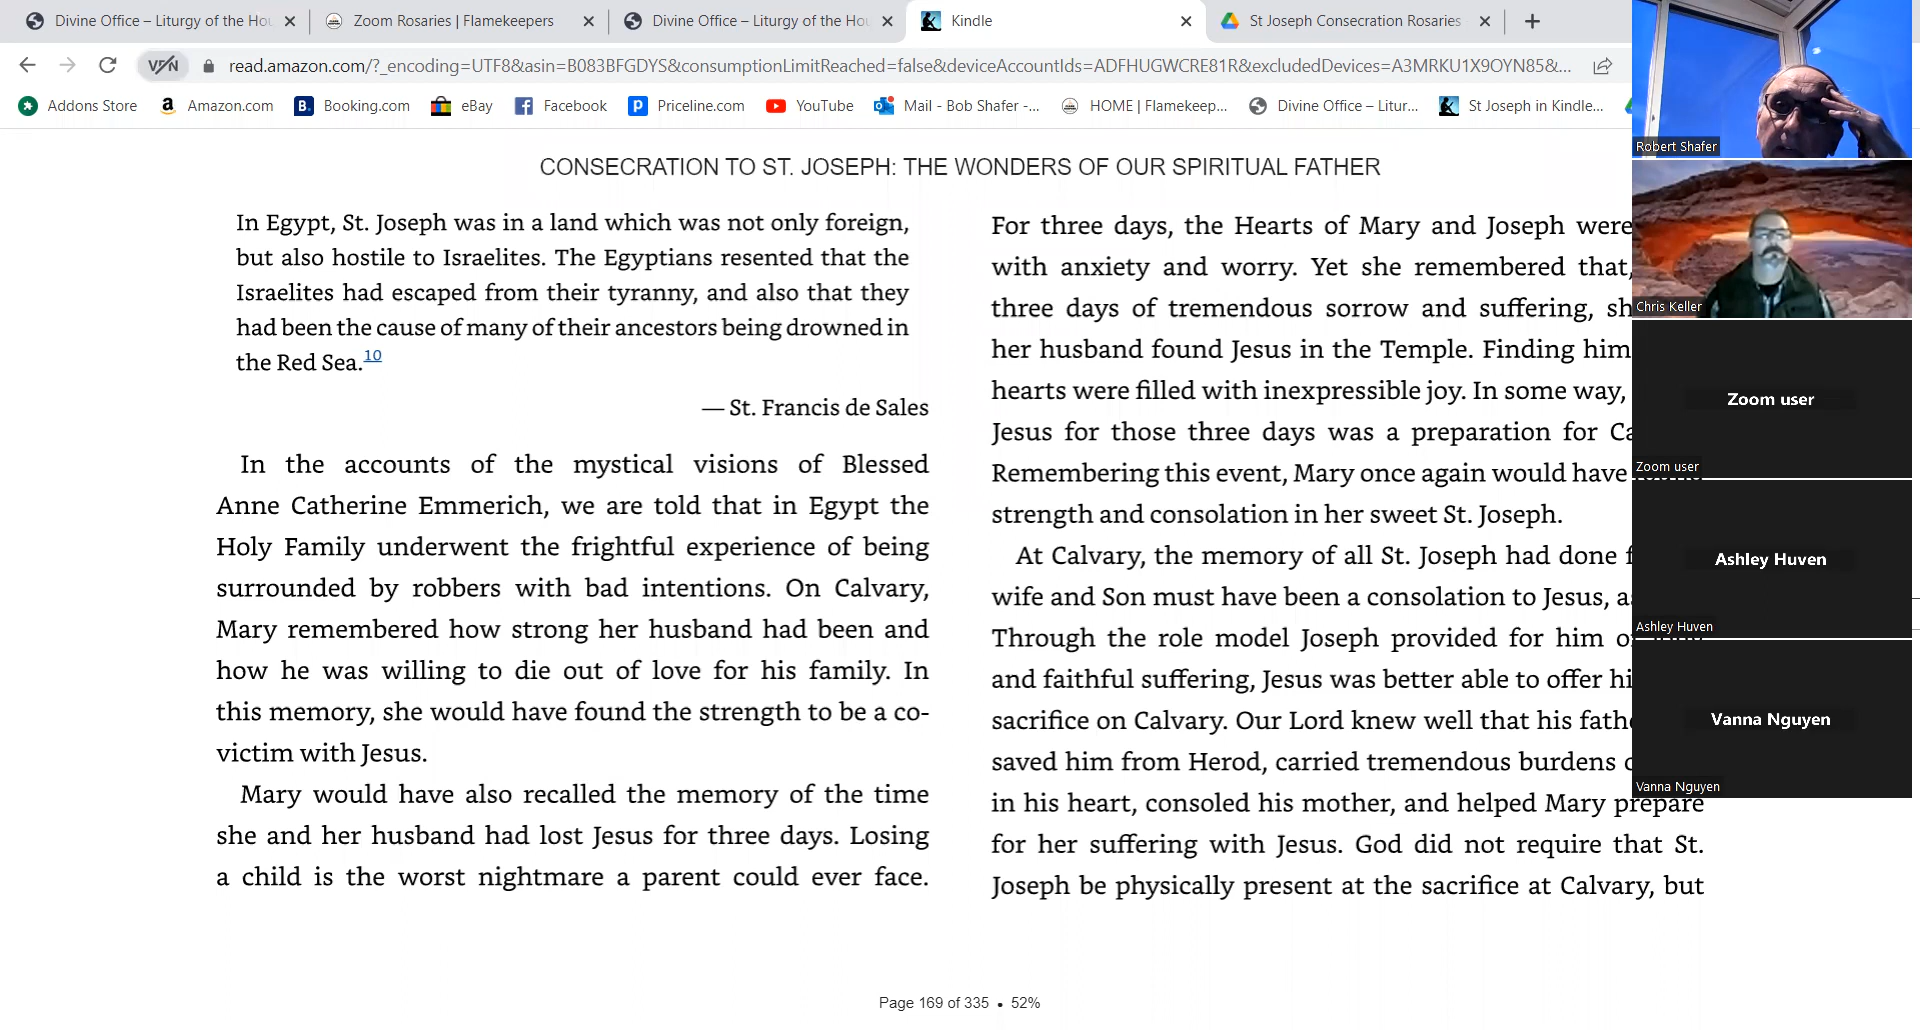 Divine Office – Liturgy of the Hou
Zoom Rosaries | Flamekeepers
Divine Office – Liturgy of the Hou
Kindle
St Joseph Consecration Rosaries
VPN
read.amazon.com/?_encoding=UTF8&asin=B083BFGDYS&consumptionLimitReached=false&deviceAccountIds=ADFHUGWCRE81R&excludedDevices=A3MRKU1X9OYN85&...
Addons Store
Amazon.com
Booking.com
eBay
Facebook
Priceline.com
YouTube
Mail - Bob Shafer -...
HOME | Flamekeep...
Divine Office – Litur...
St Joseph in Kindle...
CONSECRATION TO ST. JOSEPH: THE WONDERS OF OUR SPIRITUAL FATHER
In Egypt, St. Joseph was in a land which was not only foreign,
but also hostile to Israelites. The Egyptians resented that the
Israelites had escaped from their tyranny, and also that they
had been the cause of many of their ancestors being drowned in
the Red Sea.10
— St. Francis de Sales
In the accounts of the mystical visions of Blessed
Anne Catherine Emmerich, we are told that in Egypt the
Holy Family underwent the frightful experience of being
surrounded by robbers with bad intentions. On Calvary,
Mary remembered how strong her husband had been and
how he was willing to die out of love for his family. In
this memory, she would have found the strength to be a co-
victim with Jesus.
Mary would have also recalled the memory of the time
she and her husband had lost Jesus for three days. Losing
a child is the worst nightmare a parent could ever face.
For three days, the Hearts of Mary and Joseph were
with anxiety and worry. Yet she remembered that,
three days of tremendous sorrow and suffering, sh
her husband found Jesus in the Temple. Finding him
hearts were filled with inexpressible joy. In some way,
Jesus for those three days was a preparation for Ca
Remembering this event, Mary once again would have
strength and consolation in her sweet St. Joseph.
At Calvary, the memory of all St. Joseph had done f
wife and Son must have been a consolation to Jesus, a
Through the role model Joseph provided for him o
and faithful suffering, Jesus was better able to offer hi
sacrifice on Calvary. Our Lord knew well that his fathe
saved him from Herod, carried tremendous burdens
in his heart, consoled his mother, and helped Mary prepare
for her suffering with Jesus. God did not require that St.
Joseph be physically present at the sacrifice at Calvary, but
Page 169 of 335 • 52%
Robert Shafer
Chris Keller
Zoom user
Zoom user
Ashley Huven
Ashley Huven
Vanna Nguyen
Vanna Nguyen